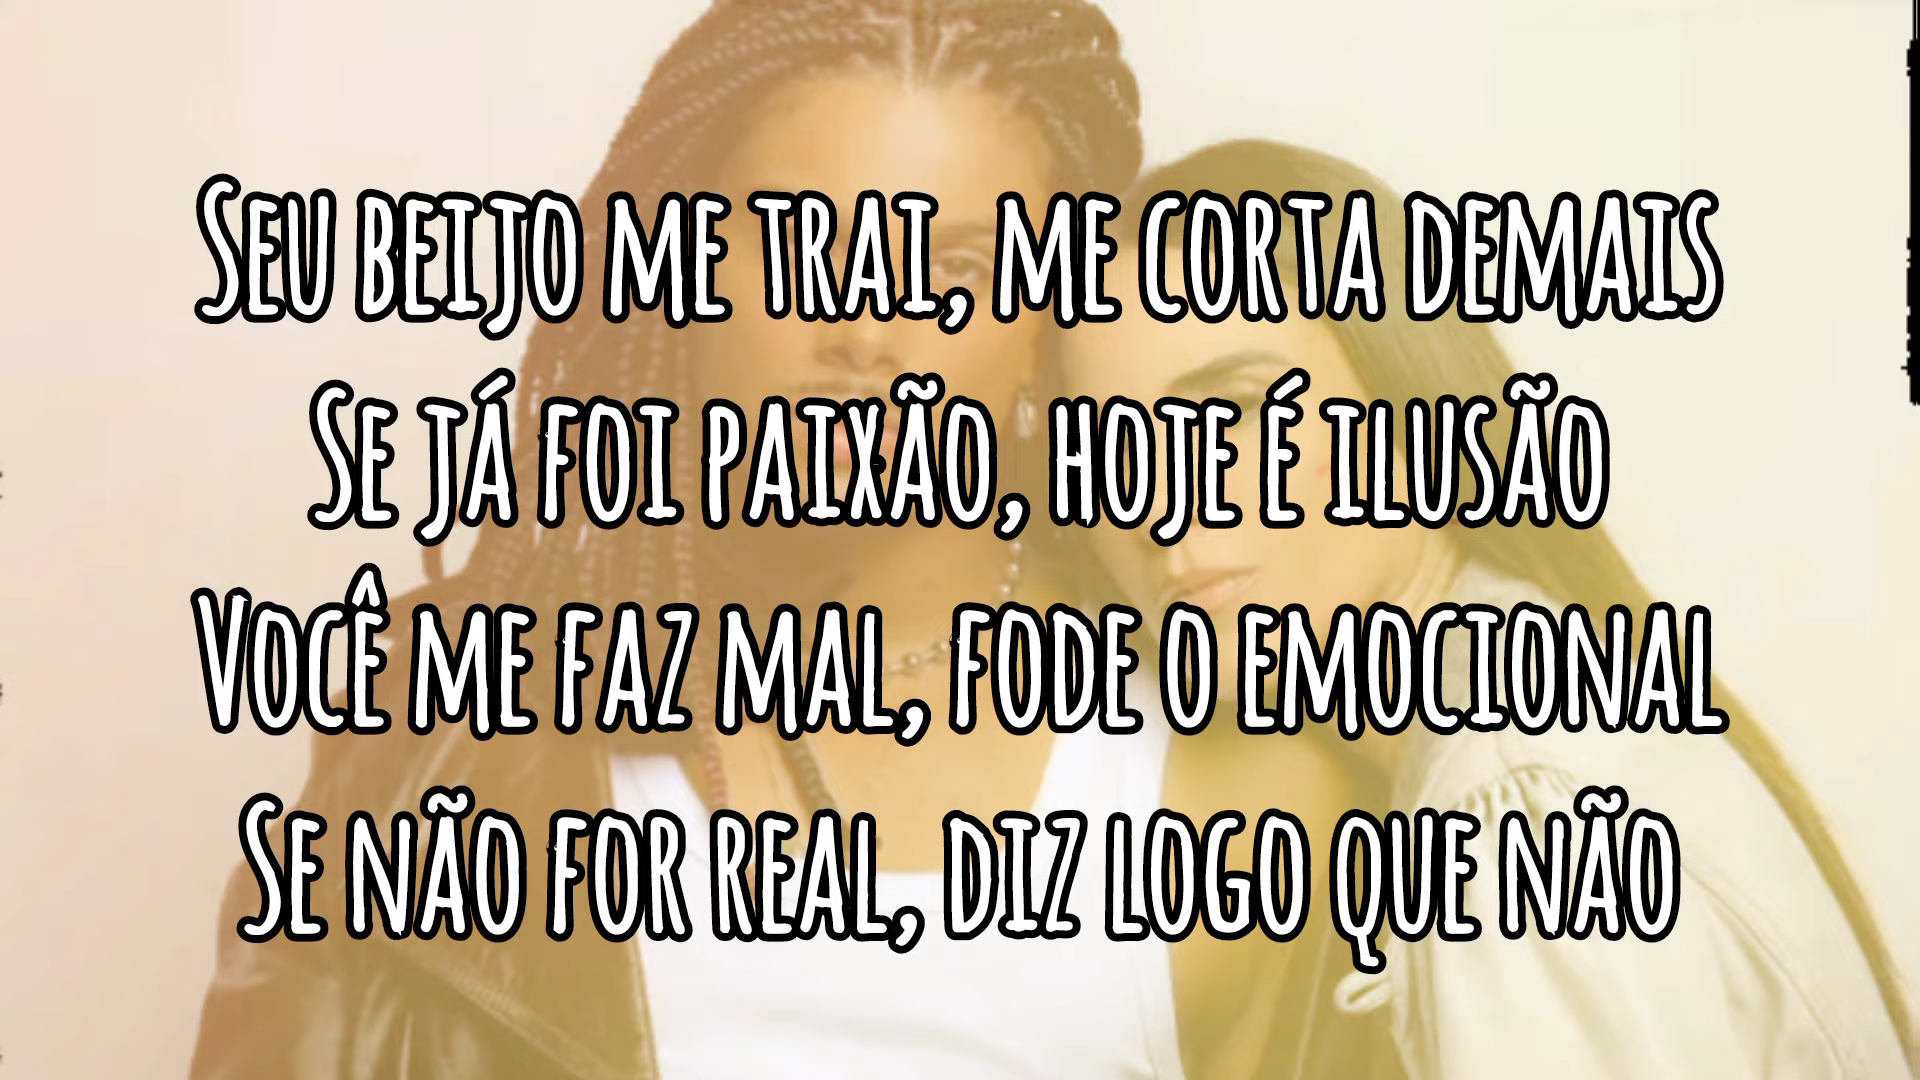 Seu beijo me trai, me corta demais
Se já foi paixão, hoje é ilusão
Você me faz mal, fode o emocional
Se não for real, diz logo que não